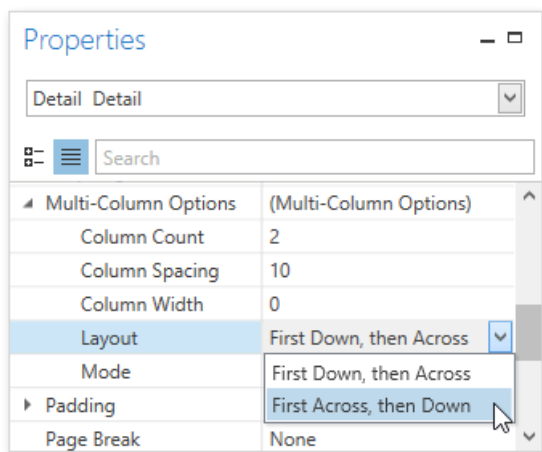 Properties
Detail Detail
Search
Multi-Column Options (Multi-Column Options)
Column Count 2
Column Spacing 10
Column Width 0
Layout First Down, then Across
Mode First Down, then Across
Padding First Across, then Down
Page Break None